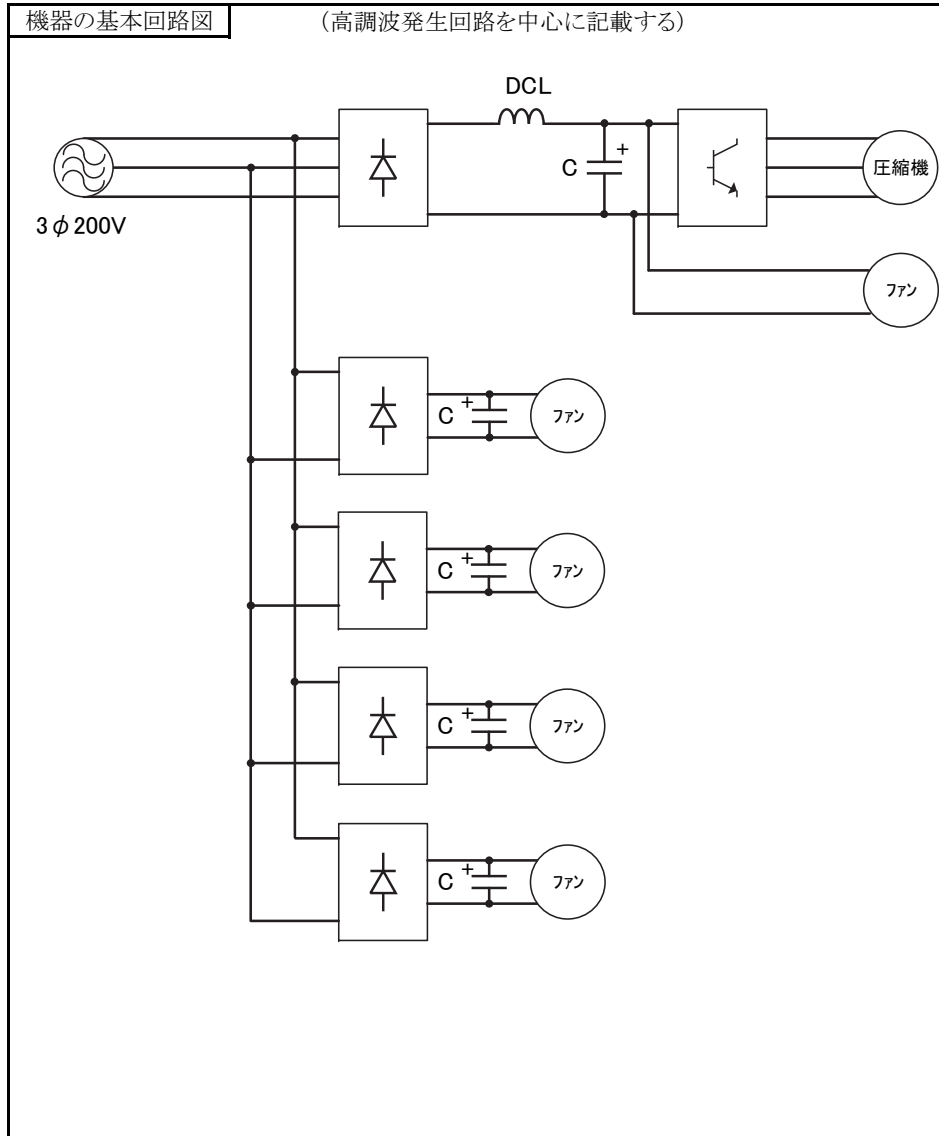 機器の基本回路図 (高調波発生回路を中心に記載する)
DCL
C +
圧縮機
3φ200V
ファン
C + ファン
C + ファン
C + ファン
C + ファン